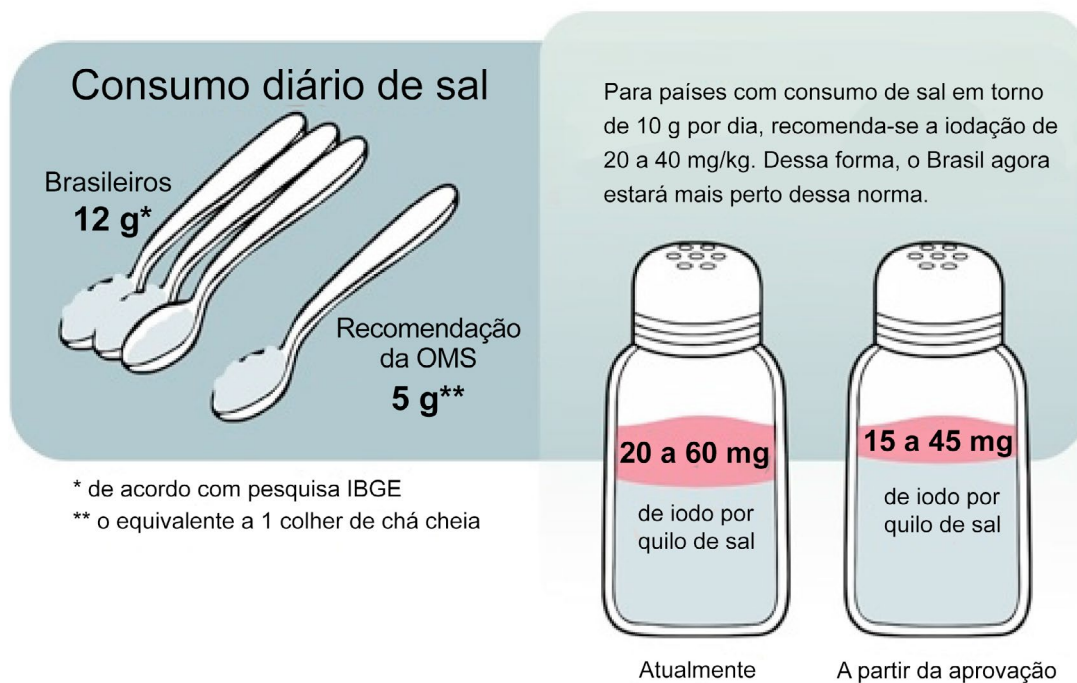 Consumo diário de sal
Brasileiros
12 g*
Recomendação
da OMS
5 g**
* de acordo com pesquisa IBGE
** o equivalente a 1 colher de chá cheia
Para países com consumo de sal em torno
de 10 g por dia, recomenda-se a iodação de
20 a 40 mg/kg. Dessa forma, o Brasil agora
estará mais perto dessa norma.
20 a 60 mg
de iodo por
quilo de sal
Atualmente
15 a 45 mg
de iodo por
quilo de sal
A partir da aprovação